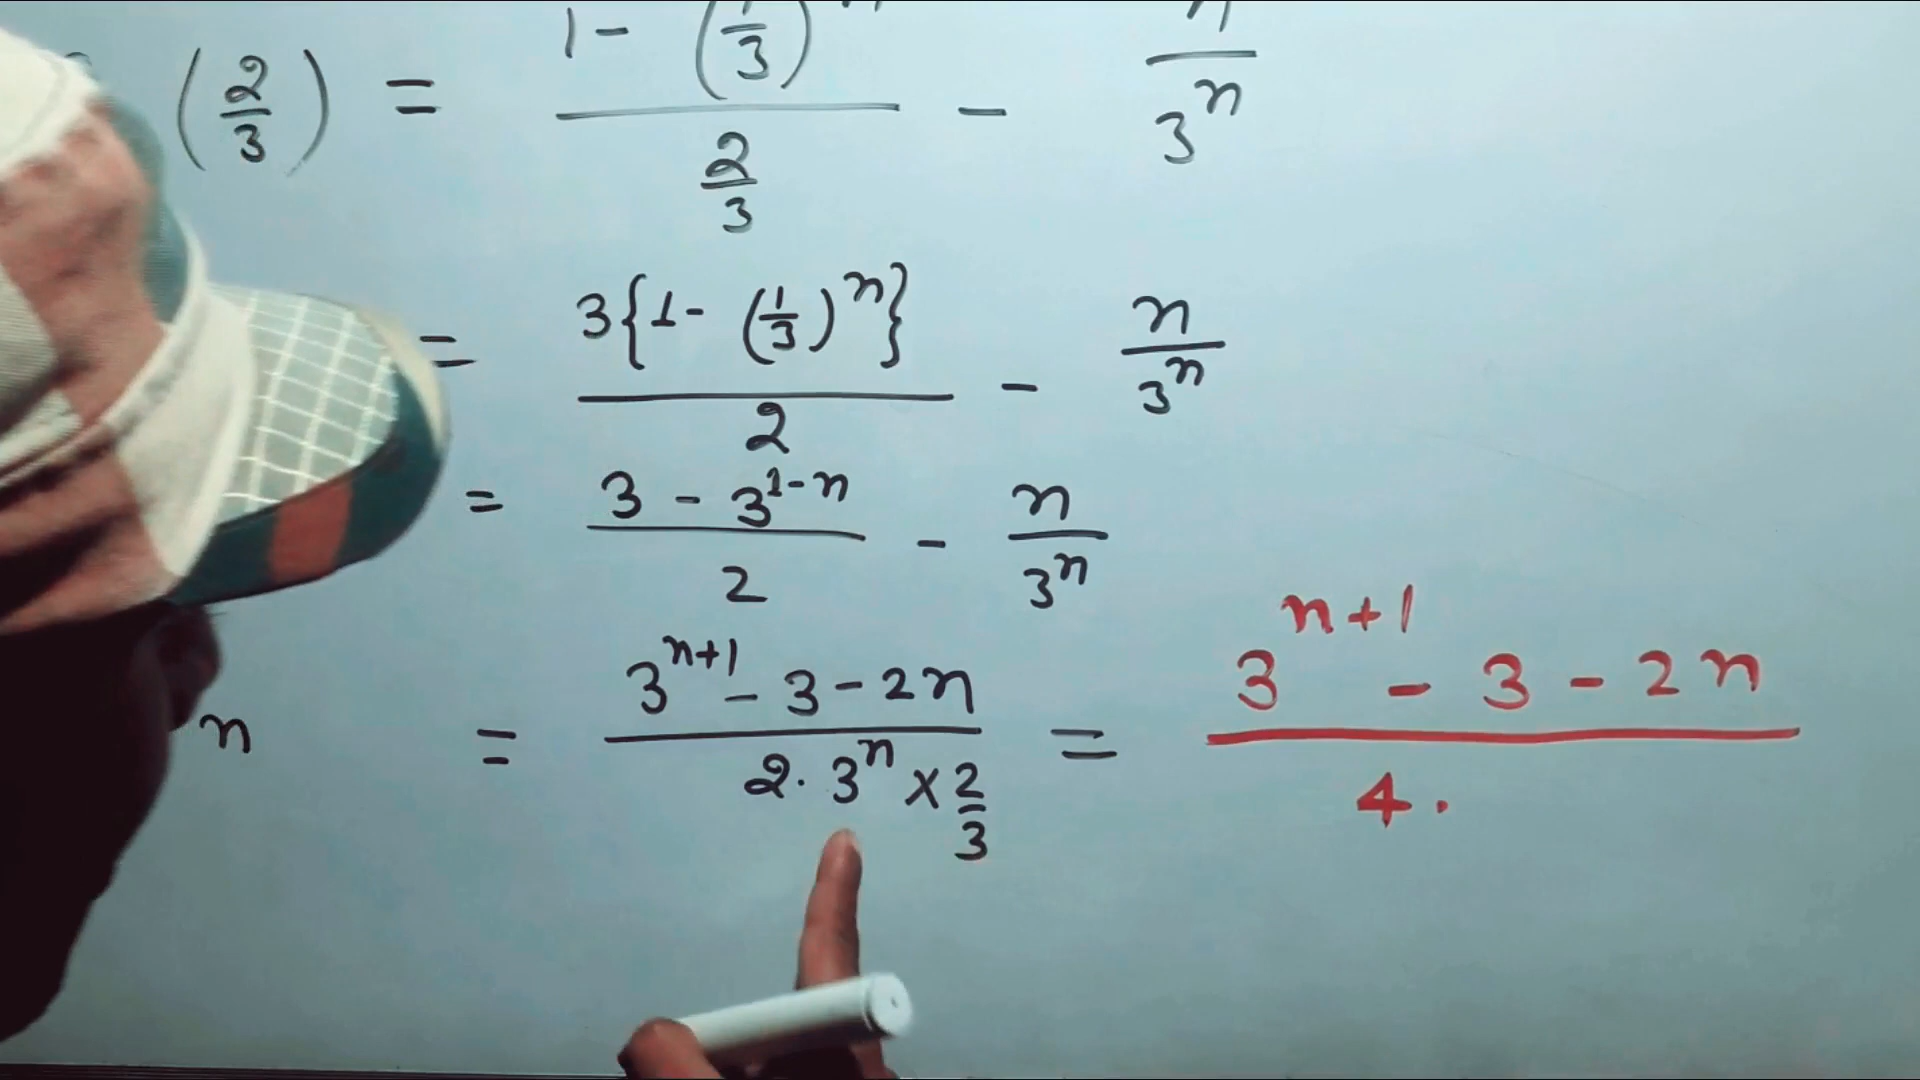 (2/3) = 1 - (1/3) / 2/3 - n/3^n
= 3{1 - (1/3)^n} / 2 - n/3^n
= 3 - 3^{1-n} / 2 - n/3^n
n = 3^{n+1} - 3 - 2n / 2 · 3^n × 2/3 = 3^{n+1} - 3 - 2n / 4 ·